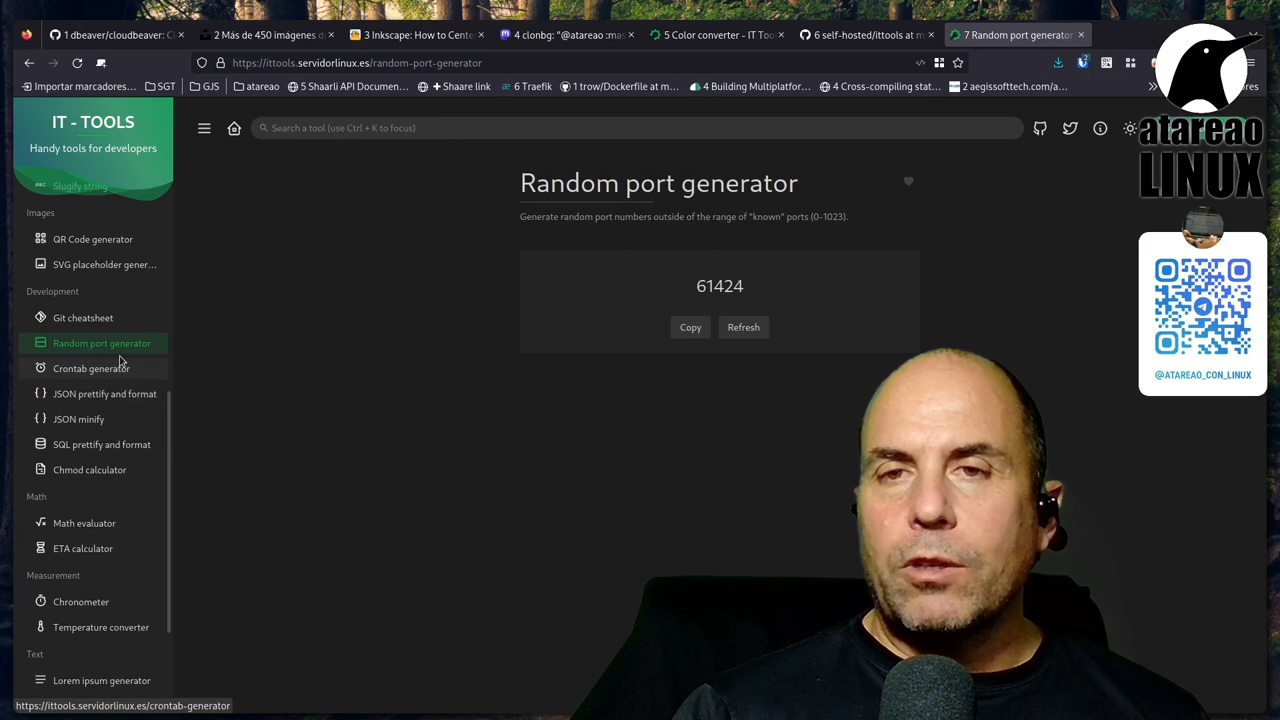 1 dbeaver/cloudbeaver: Cl
2 Más de 450 imágenes d
3 Inkscape: How to Cente
4 clonbg: "@atareao :mas
5 Color converter - IT Too
6 self-hosted/ittools at m
7 Random port generator
https://ittools.servidorlinux.es/random-port-generator
Importar marcadores…
SGT
GJS
atareao
5 Shaarli API Documen…
✚ Share link
6 Traefik
1 trow/Dockerfile at m…
4 Building Multiplatfor…
4 Cross-compiling stat…
2 aegissofttech.com/a…
IT - TOOLS
Handy tools for developers
Search a tool (use Ctrl + K to focus)
atareao
LINUX
Slugify string
Images
QR Code generator
SVG placeholder gener…
Development
Git cheatsheet
Random port generator
Crontab generator
JSON prettify and format
JSON minify
SQL prettify and format
Chmod calculator
Math
Math evaluator
ETA calculator
Measurement
Chronometer
Temperature converter
Text
Lorem ipsum generator
Random port generator
Generate random port numbers outside of the range of "known" ports (0-1023).
61424
Copy
Refresh
@ATAREAO_CON_LINUX
https://ittools.servidorlinux.es/crontab-generator